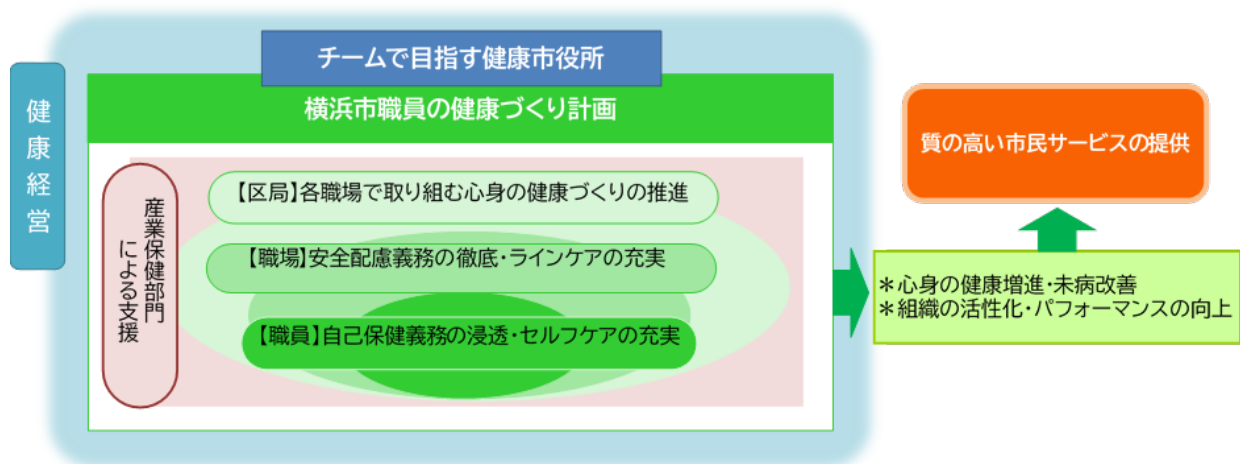 チームで目指す健康市役所
横浜市職員の健康づくり計画
健康経営
産業保健部門
による支援
【区局】各職場で取り組む心身の健康づくりの推進
【職場】安全配慮義務の徹底・ラインケアの充実
【職員】自己保健義務の浸透・セルフケアの充実
質の高い市民サービスの提供
＊心身の健康増進・未病改善
＊組織の活性化・パフォーマンスの向上